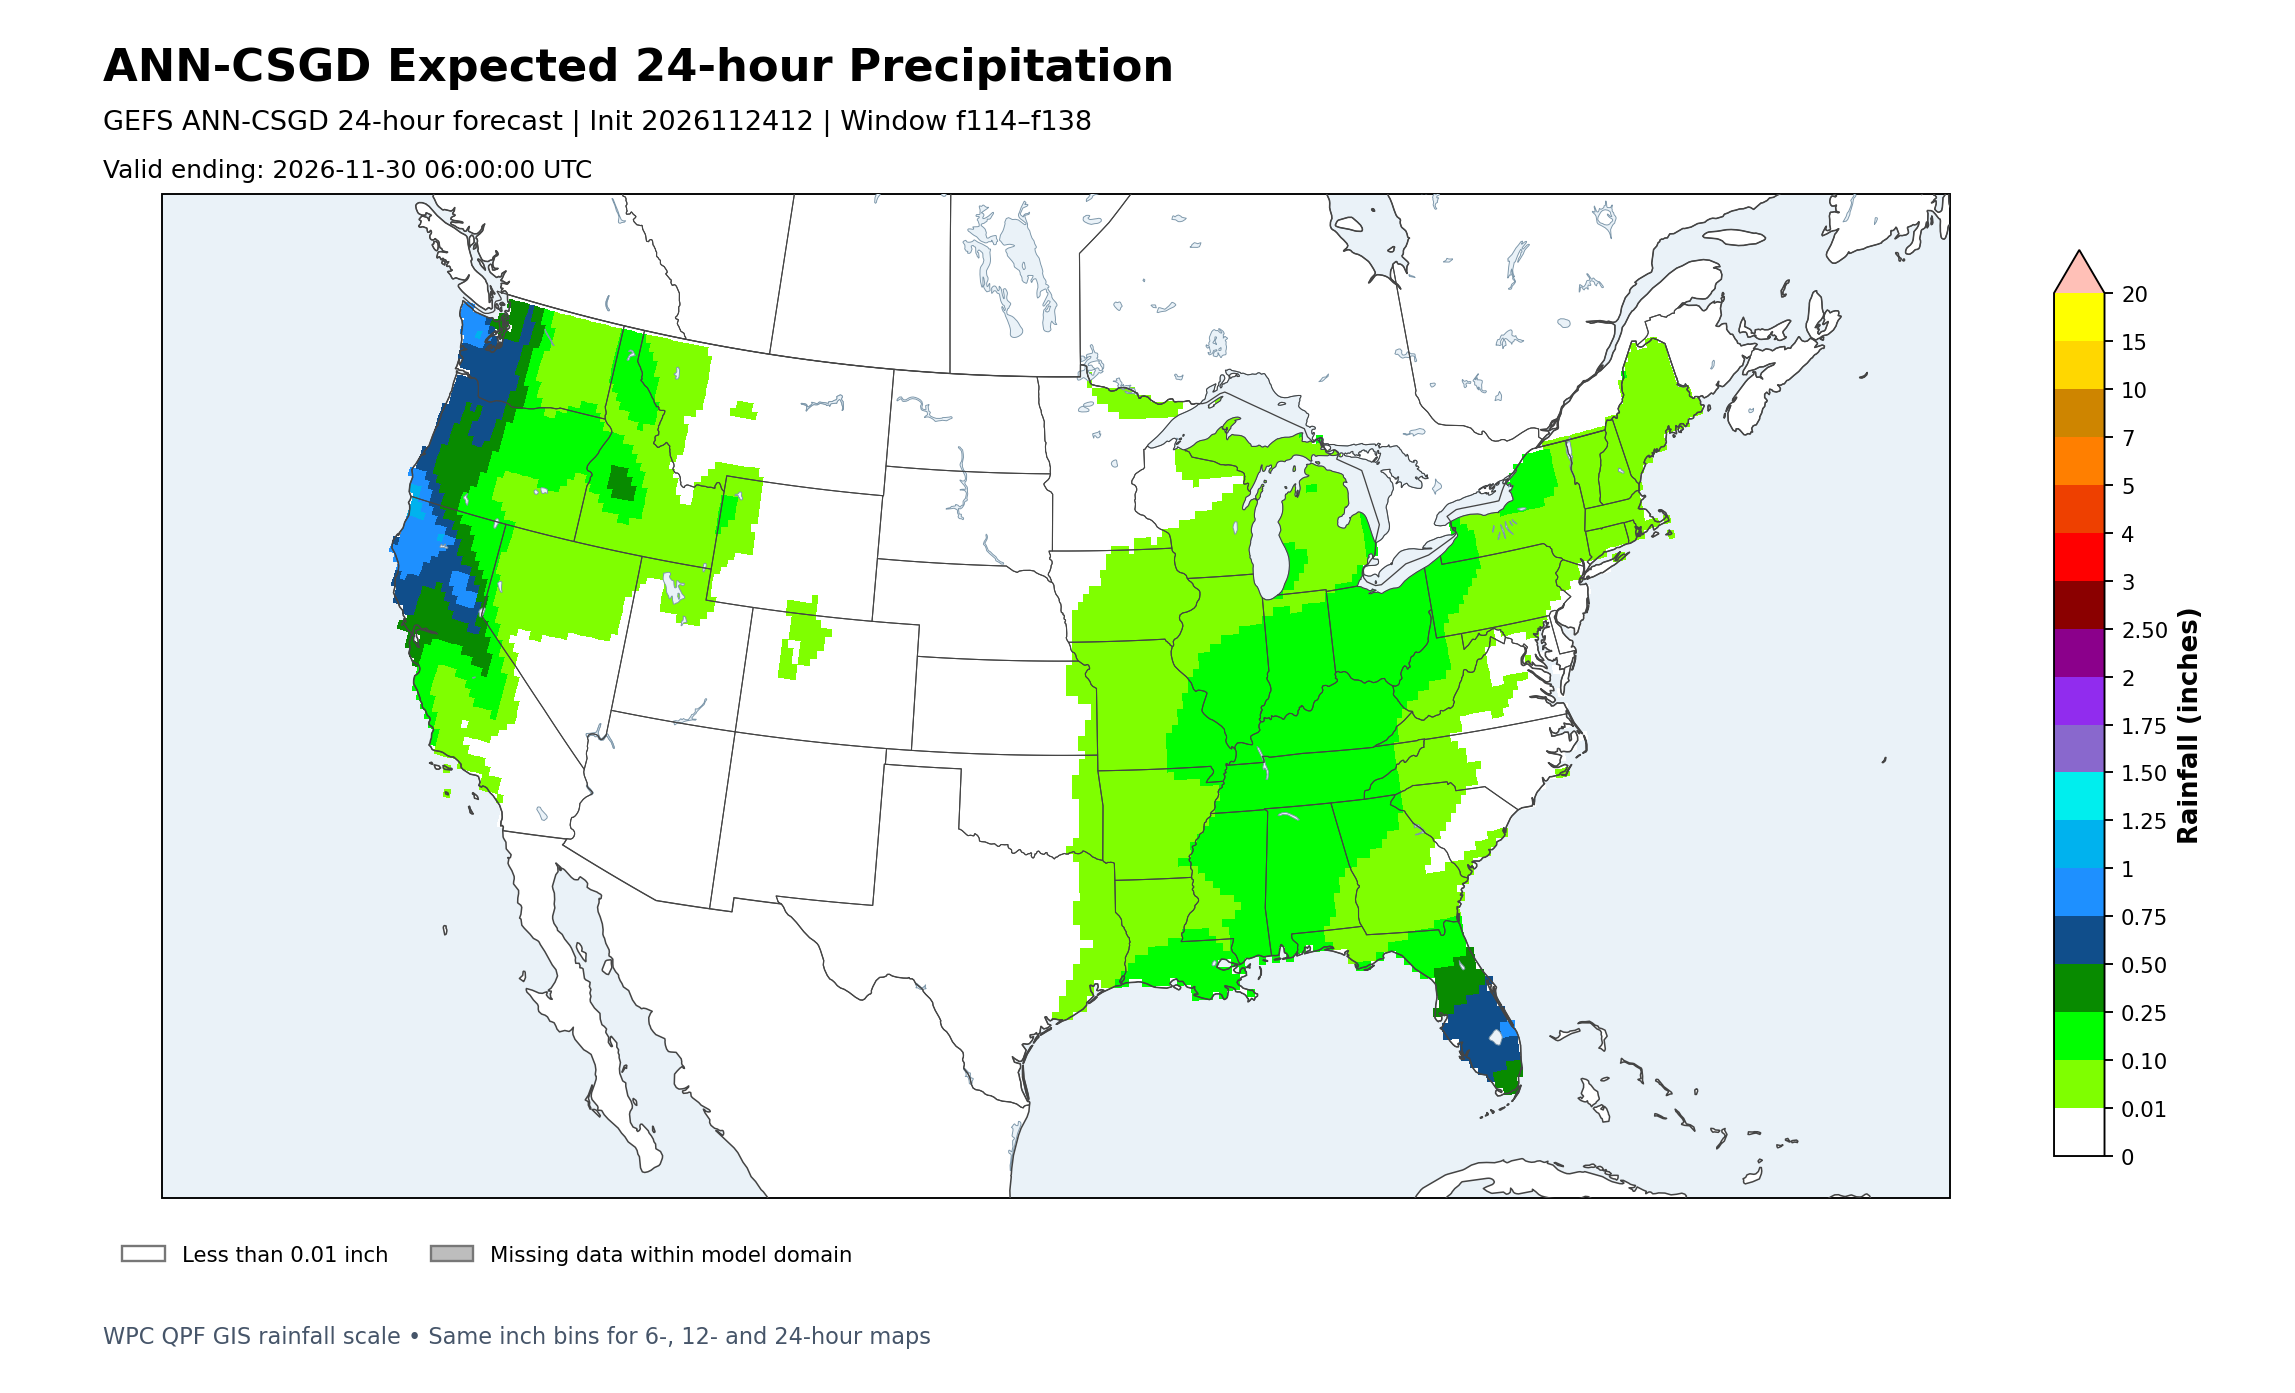 ANN-CSGD Expected 24-hour Precipitation
GEFS ANN-CSGD 24-hour forecast | Init 2026112412 | Window f114–f138
Valid ending: 2026-11-30 06:00:00 UTC
20
15
10
7
5
4
3
2.50
2
1.75
1.50
1.25
1
0.75
0.50
0.25
0.10
0.01
0
Rainfall (inches)
Less than 0.01 inch
Missing data within model domain
WPC QPF GIS rainfall scale • Same inch bins for 6-, 12- and 24-hour maps